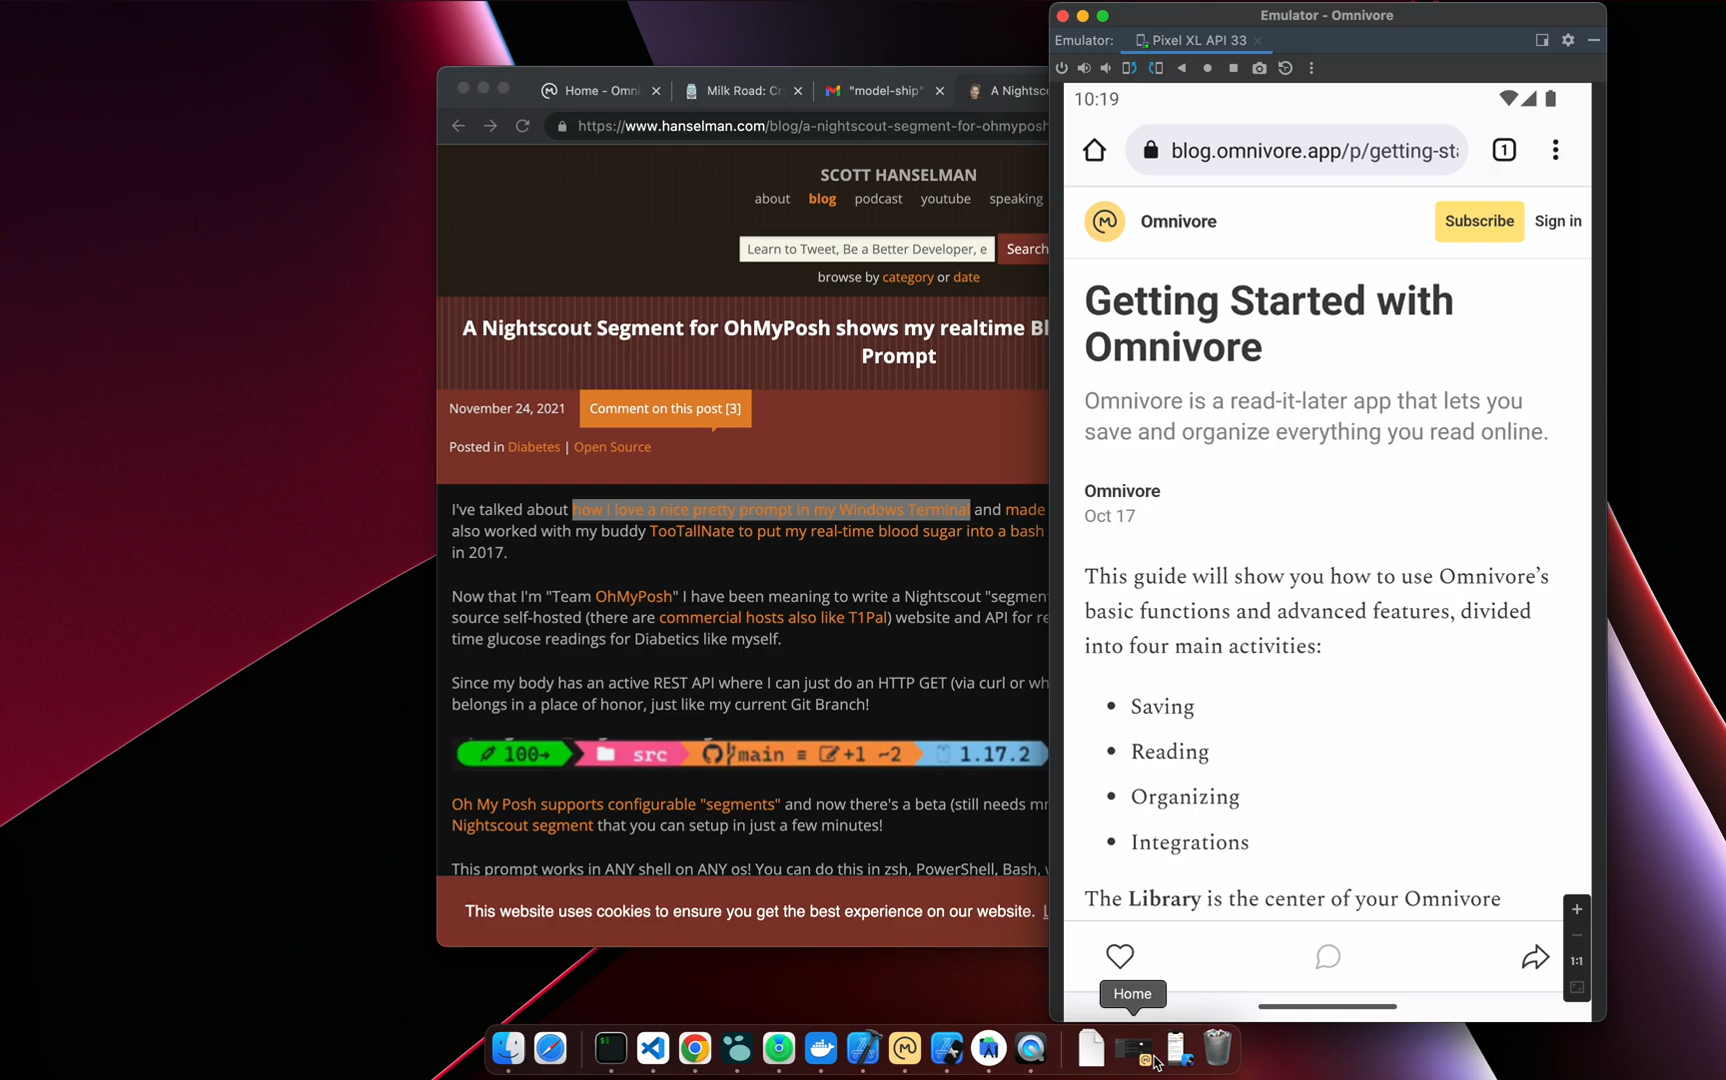 Emulator - Omnivore
Emulator: Pixel XL API 33
Home - Omni
Milk Road: Cr
"model-ship"
A Nightsco
https://www.hanselman.com/blog/a-nightscout-segment-for-ohmyposh
SCOTT HANSELMAN
about blog podcast youtube speaking
Learn to Tweet, Be a Better Developer, e
Search
browse by category or date
A Nightscout Segment for OhMyPosh shows my realtime Bl
Prompt
November 24, 2021
Comment on this post [3]
Posted in Diabetes | Open Source
I've talked about how I love a nice pretty prompt in my Windows Terminal and made
also worked with my buddy TooTallNate to put my real-time blood sugar into a bash
in 2017.
Now that I'm "Team OhMyPosh" I have been meaning to write a Nightscout "segmen
source self-hosted (there are commercial hosts also like T1Pal) website and API for re
time glucose readings for Diabetics like myself.
Since my body has an active REST API where I can just do an HTTP GET (via curl or wh
belongs in a place of honor, just like my current Git Branch!
100→ src main ≡ +1 ~2 1.17.2
Oh My Posh supports configurable "segments" and now there's a beta (still needs
Nightscout segment that you can setup in just a few minutes!
This prompt works in ANY shell on ANY os! You can do this in zsh, PowerShell, Bash,
This website uses cookies to ensure you get the best experience on our website.
10:19
blog.omnivore.app/p/getting-sta
1
Omnivore
Subscribe
Sign in
Getting Started with
Omnivore
Omnivore is a read-it-later app that lets you
save and organize everything you read online.
Omnivore
Oct 17
This guide will show you how to use Omnivore’s
basic functions and advanced features, divided
into four main activities:
• Saving
• Reading
• Organizing
• Integrations
The Library is the center of your Omnivore
1:1
Home